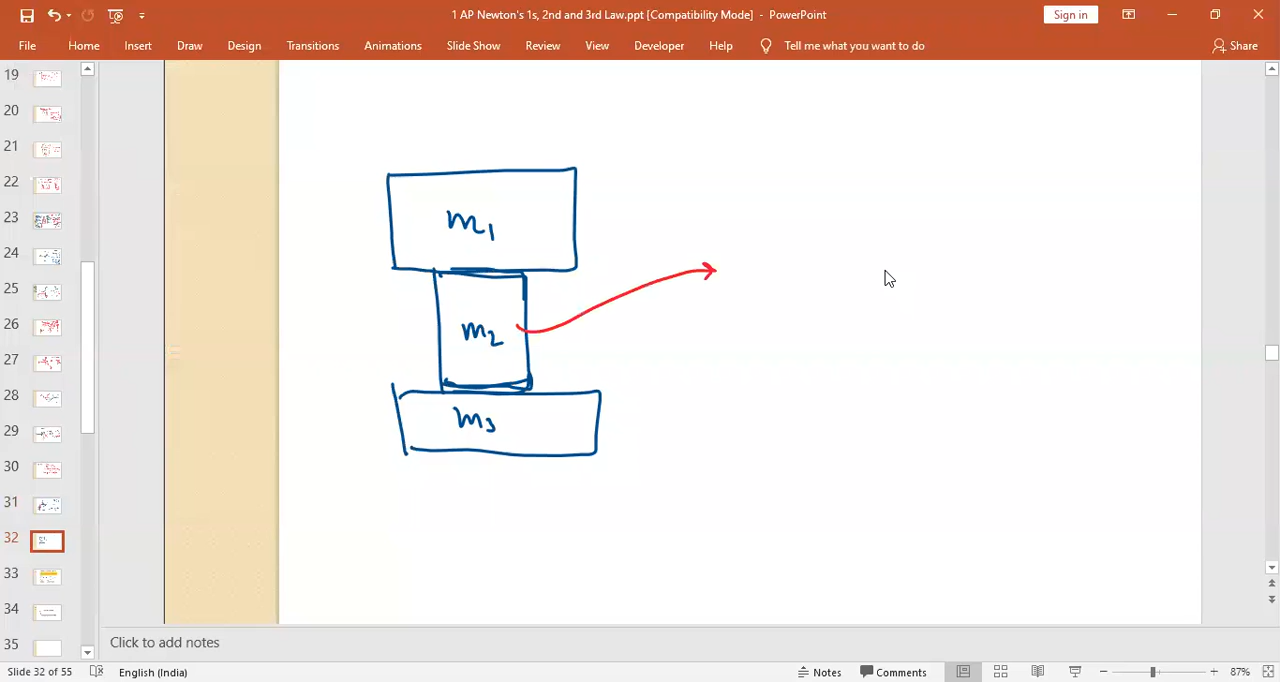 1 AP Newton's 1s, 2nd and 3rd Law.ppt [Compatibility Mode] - PowerPoint
Sign in
File Home Insert Draw Design Transitions Animations Slide Show Review View Developer Help Tell me what you want to do Share
19
20
21
22
23
24
25
26
27
28
29
30
31
32
33
34
35
m1
m2
m3
Click to add notes
Slide 32 of 55 English (India) Notes Comments 87%